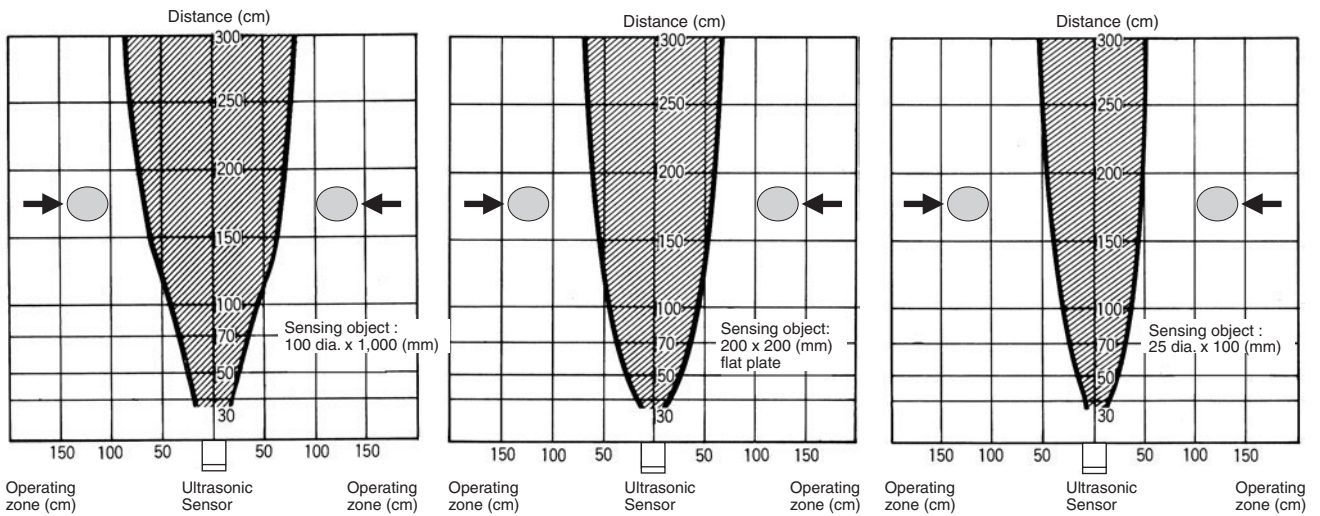 Distance (cm)
300
250
200
150
100
70
50
30
Sensing object :
100 dia. x 1,000 (mm)
150 100 50 50 100 150
Operating
zone (cm)
Ultrasonic
Sensor
Operating
zone (cm)
Distance (cm)
300
250
200
150
100
70
50
30
Sensing object:
200 x 200 (mm)
flat plate
150 100 50 50 100 150
Operating
zone (cm)
Ultrasonic
Sensor
Operating
zone (cm)
Distance (cm)
300
250
200
150
100
70
50
30
Sensing object :
25 dia. x 100 (mm)
150 100 50 50 100 150
Operating
zone (cm)
Ultrasonic
Sensor
Operating
zone (cm)